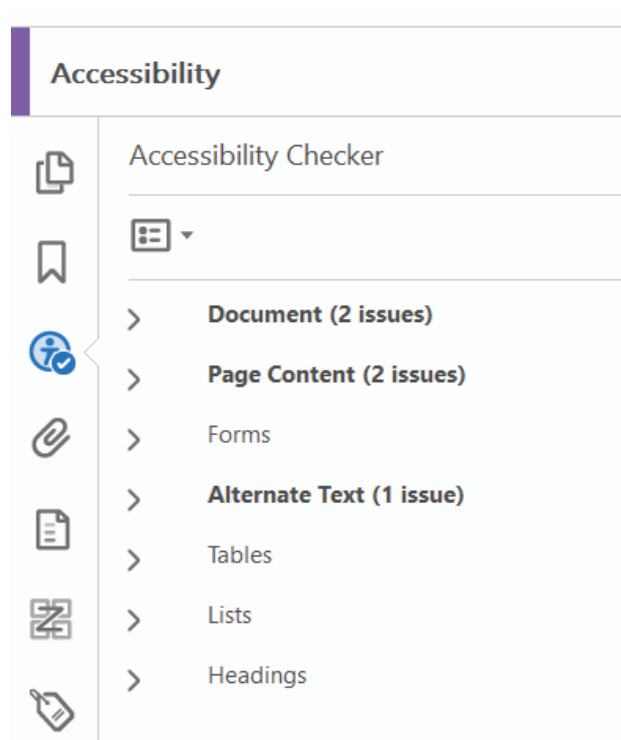 Accessibility
Accessibility Checker
Document (2 issues)
Page Content (2 issues)
Forms
Alternate Text (1 issue)
Tables
Lists
Headings